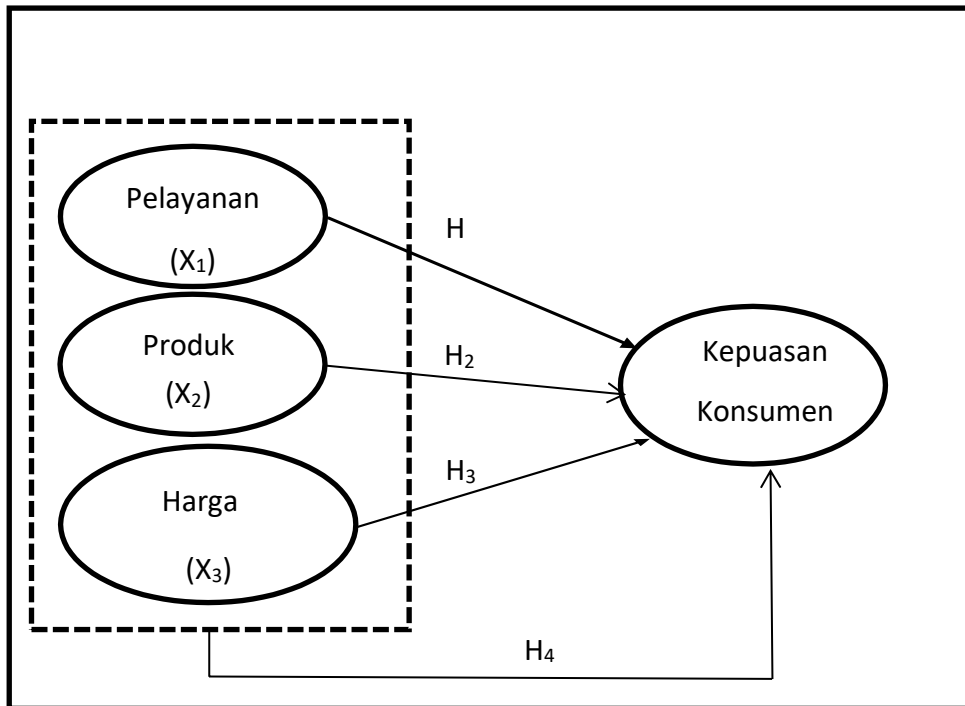 Pelayanan
(X₁)
Produk
(X₂)
Harga
(X₃)
H
H₂
H₃
H₄
Kepuasan
Konsumen